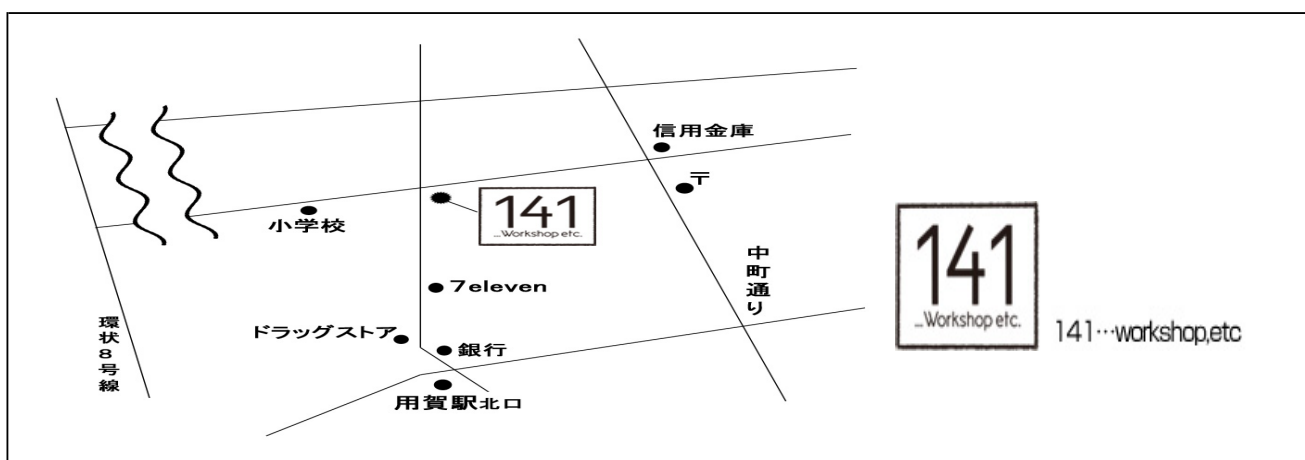 信用金庫
〒
141
...Workshop etc.
小学校
中町通り
7eleven
ドラッグストア
銀行
環状8号線
用賀駅北口
141
...Workshop etc.
141…workshop,etc